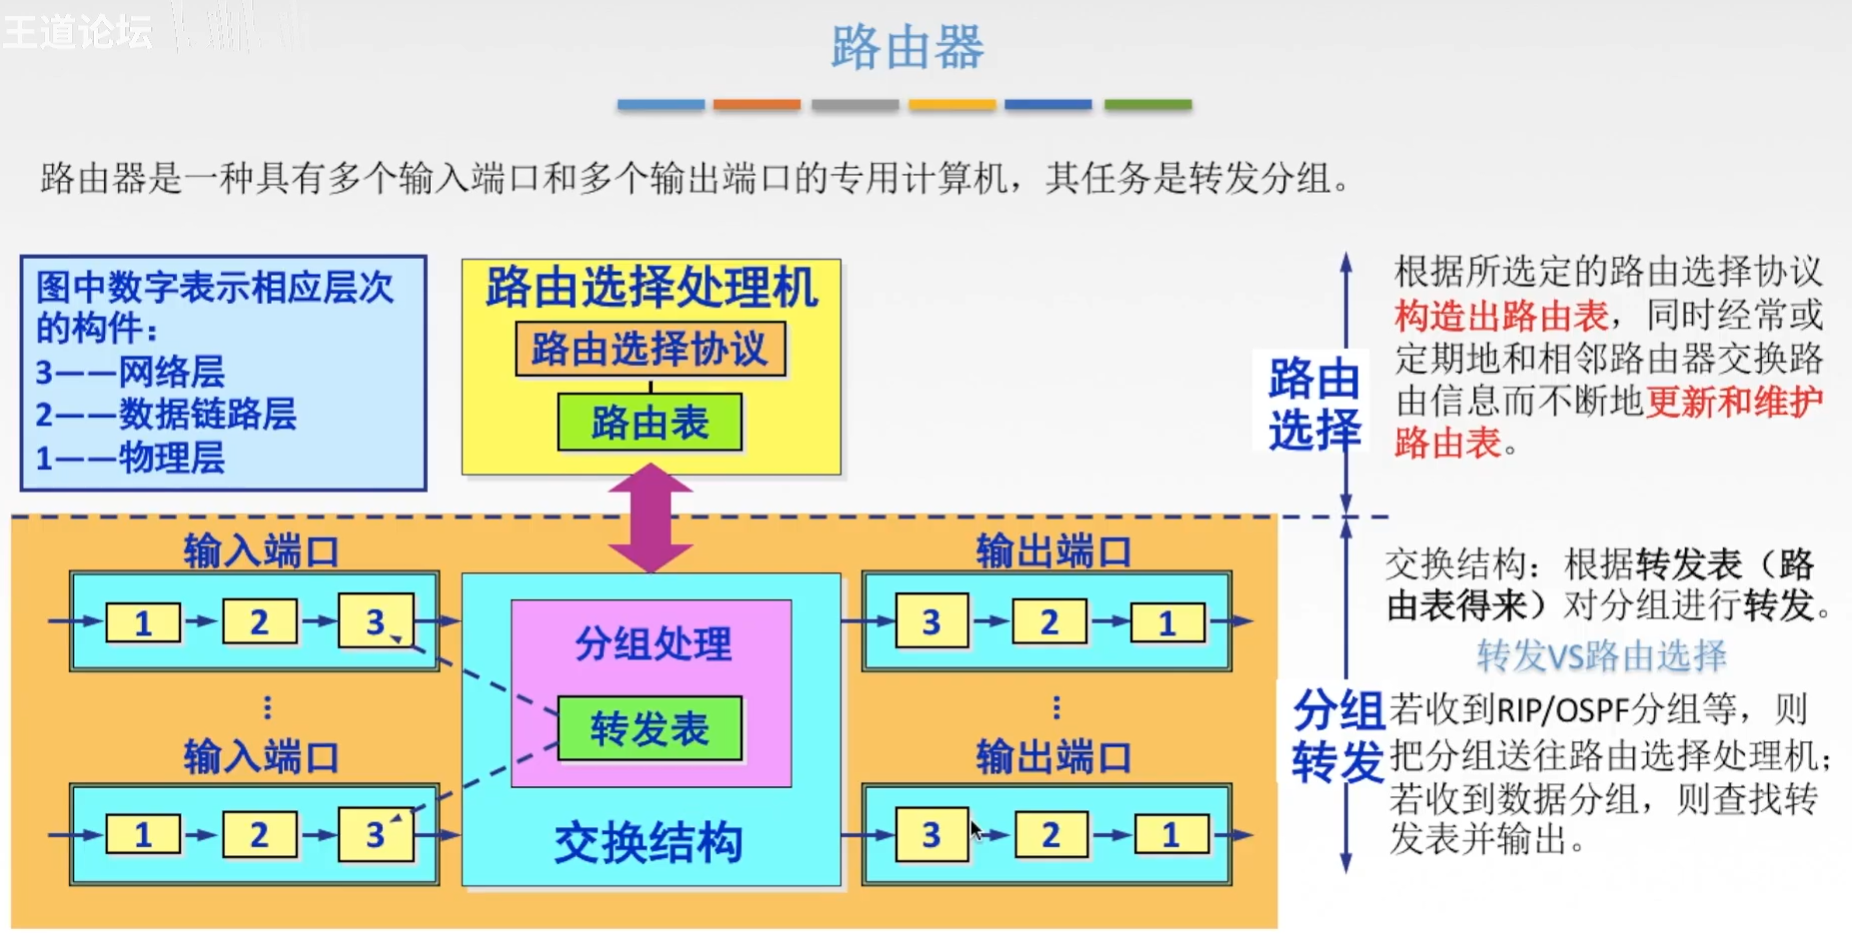 王道论坛
路由器
路由器是一种具有多个输入端口和多个输出端口的专用计算机，其任务是转发分组。
图中数字表示相应层次
的构件：
3——网络层
2——数据链路层
1——物理层
路由选择处理机
路由选择协议
路由表
路由
选择
根据所选定的路由选择协议
构造出路由表，同时经常或
定期地和相邻路由器交换路
由信息而不断地更新和维护
路由表。
输入端口
1 2 3
⋮
输入端口
1 2 3
分组处理
转发表
交换结构
输出端口
3 2 1
⋮
输出端口
3 2 1
分组
转发
交换结构：根据转发表（路
由表得来）对分组进行转发。
转发VS路由选择
若收到RIP/OSPF分组等，则
把分组送往路由选择处理机；
若收到数据分组，则查找转
发表并输出。